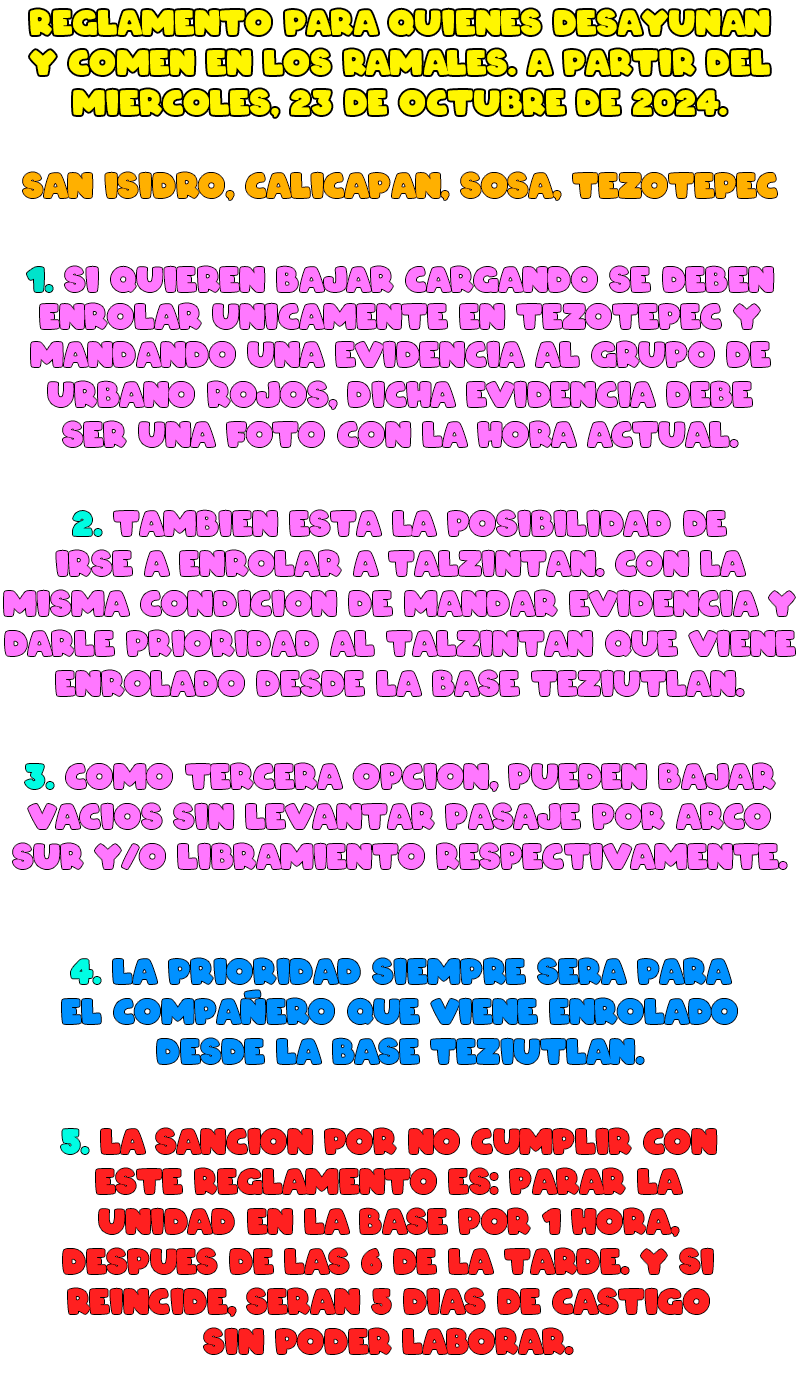 REGLAMENTO PARA QUIENES DESAYUNAN
Y COMEN EN LOS RAMALES. A PARTIR DEL
MIERCOLES, 23 DE OCTUBRE DE 2024.
SAN ISIDRO, CALICAPAN, SOSA, TEZOTEPEC
1. SI QUIEREN BAJAR CARGANDO SE DEBEN
ENROLAR UNICAMENTE EN TEZOTEPEC Y
MANDANDO UNA EVIDENCIA AL GRUPO DE
URBANO ROJOS, DICHA EVIDENCIA DEBE
SER UNA FOTO CON LA HORA ACTUAL.
2. TAMBIEN ESTA LA POSIBILIDAD DE
IRSE A ENROLAR A TALZINTAN. CON LA
MISMA CONDICION DE MANDAR EVIDENCIA Y
DARLE PRIORIDAD AL TALZINTAN QUE VIENE
ENROLADO DESDE LA BASE TEZIUTLAN.
3. COMO TERCERA OPCION, PUEDEN BAJAR
VACIOS SIN LEVANTAR PASAJE POR ARCO
SUR Y/O LIBRAMIENTO RESPECTIVAMENTE.
4. LA PRIORIDAD SIEMPRE SERA PARA
EL COMPAÑERO QUE VIENE ENROLADO
DESDE LA BASE TEZIUTLAN.
5. LA SANCION POR NO CUMPLIR CON
ESTE REGLAMENTO ES: PARAR LA
UNIDAD EN LA BASE POR 1 HORA,
DESPUES DE LAS 6 DE LA TARDE. Y SI
REINCIDE, SERAN 3 DIAS DE CASTIGO
SIN PODER LABORAR.